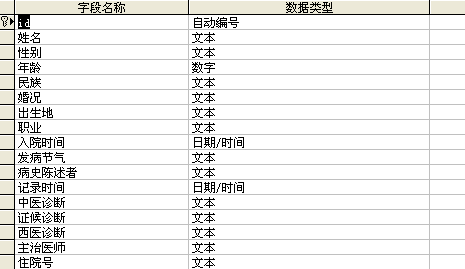 字段名称 数据类型
id 自动编号
姓名 文本
性别 文本
年龄 数字
民族 文本
婚况 文本
出生地 文本
职业 文本
入院时间 日期/时间
发病节气 文本
病史陈述者 文本
记录时间 日期/时间
中医诊断 文本
证候诊断 文本
西医诊断 文本
主治医师 文本
住院号 文本